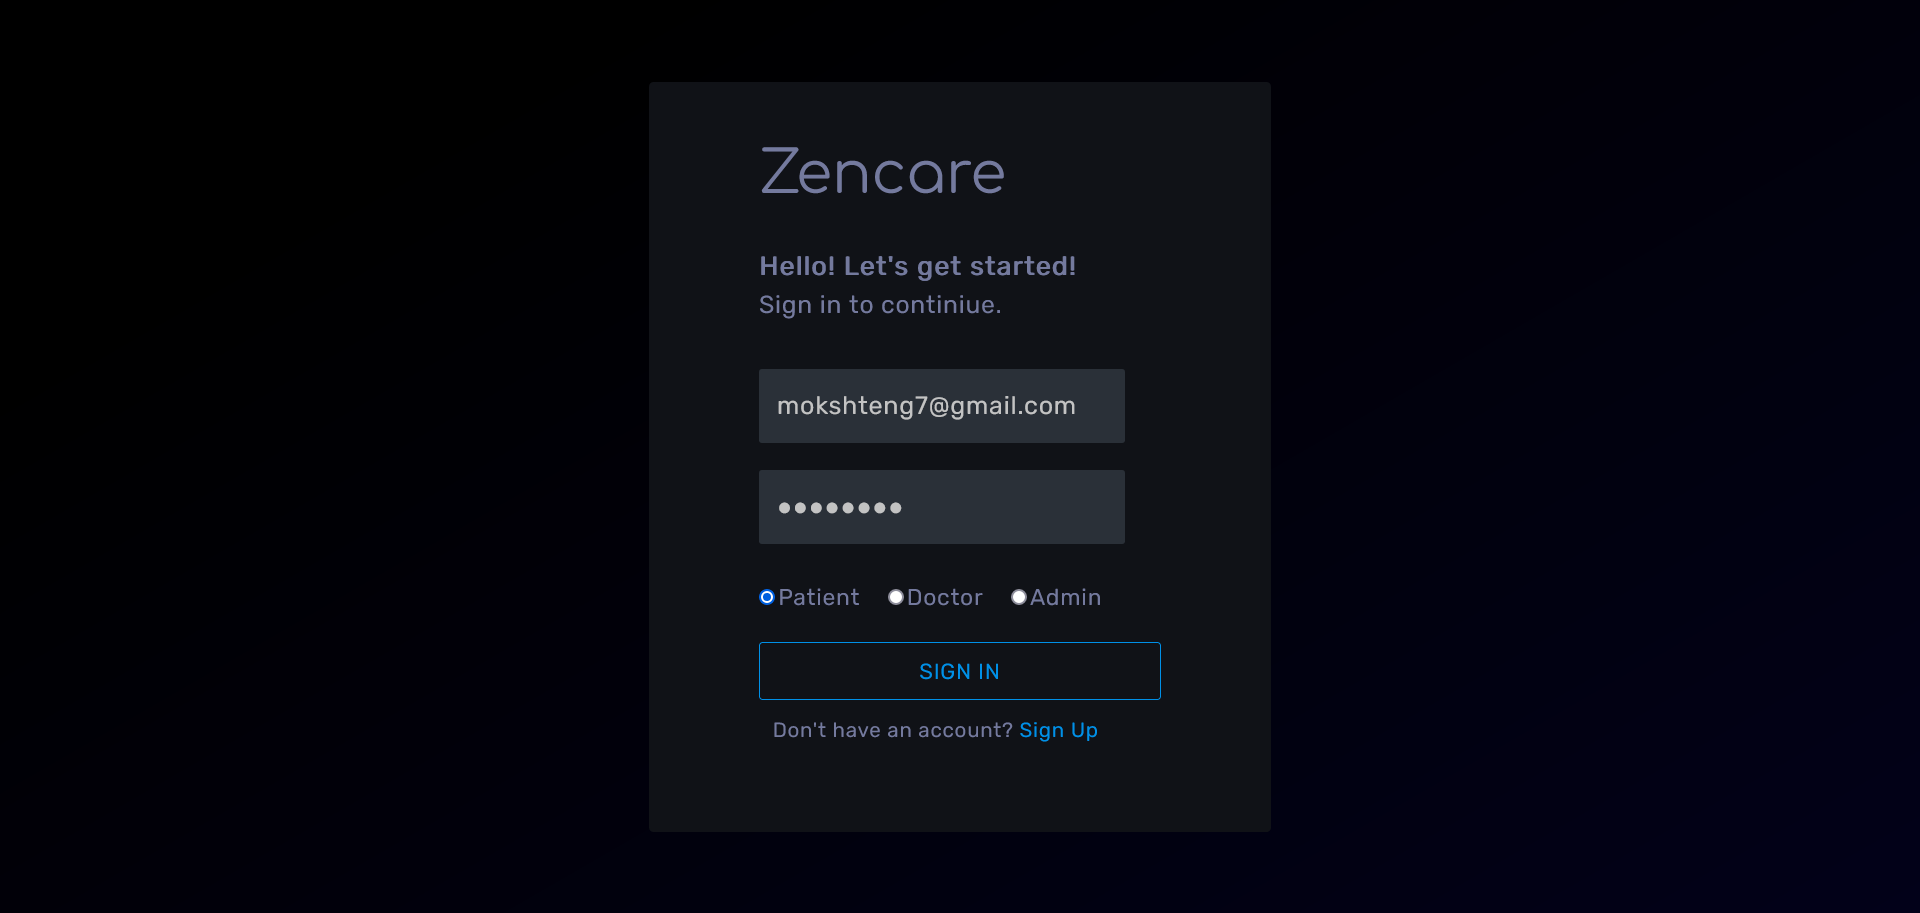 Zencare
Hello! Let's get started!
Sign in to continiue.
mokshteng7@gmail.com
••••••••
Patient Doctor Admin
SIGN IN
Don't have an account? Sign Up